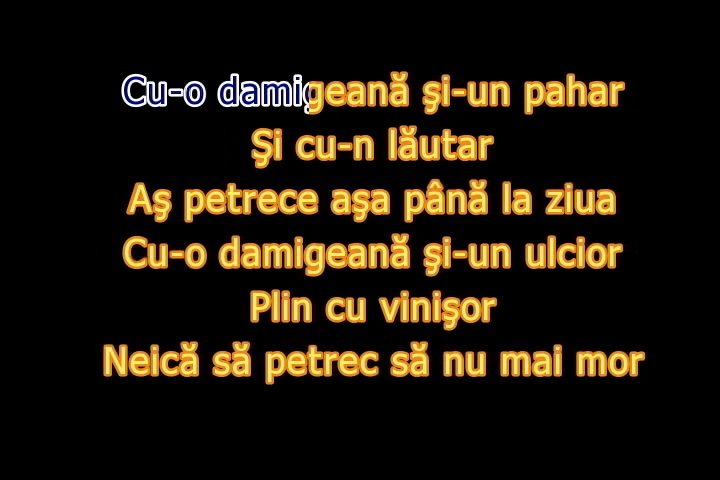 Cu-o damigeană şi-un pahar
Şi cu-n lăutar
Aş petrece aşa până la ziua
Cu-o damigeană şi-un ulcior
Plin cu vinişor
Neică să petrec să nu mai mor